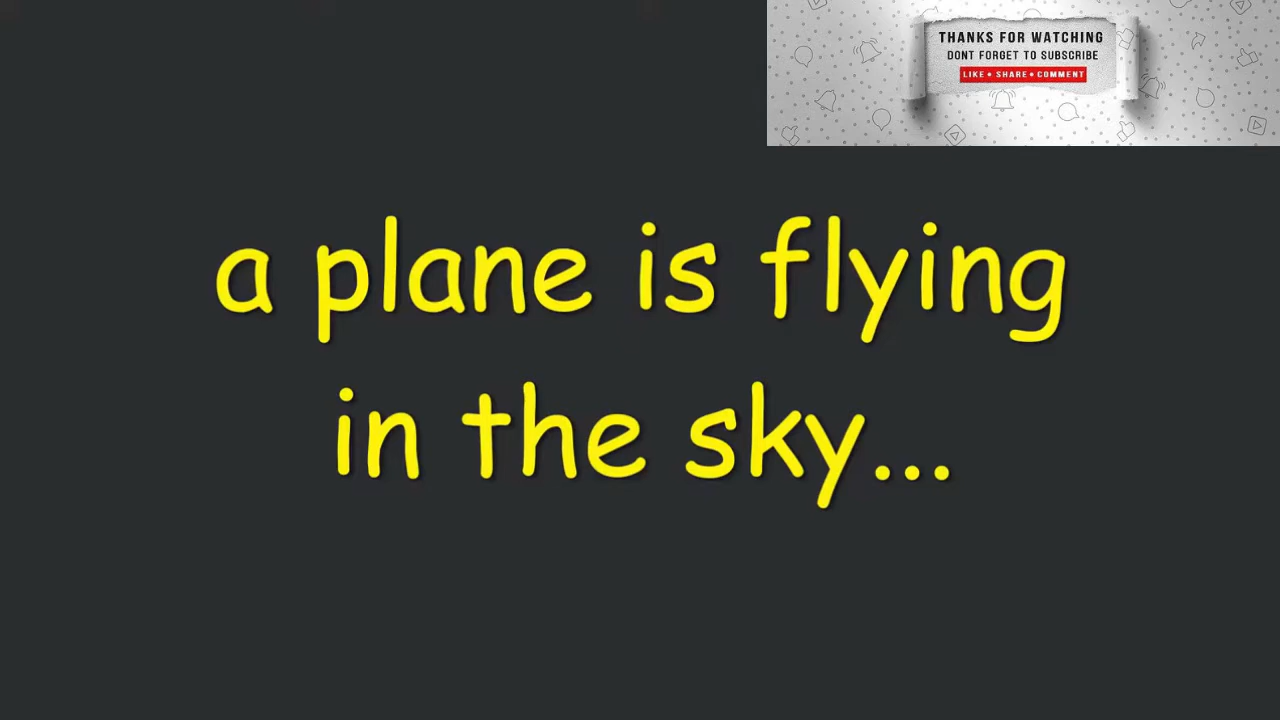 THANKS FOR WATCHING
DONT FORGET TO SUBSCRIBE
LIKE • SHARE • COMMENT
a plane is flying
in the sky...